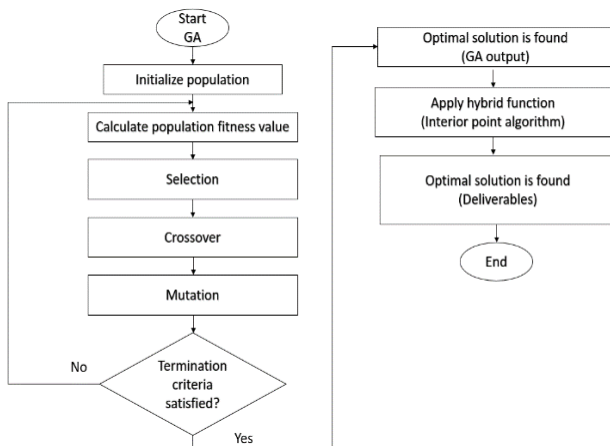 Start
GA
Initialize population
Calculate population fitness value
Selection
Crossover
Mutation
Termination
criteria
satisfied?
No
Yes
Optimal solution is found
(GA output)
Apply hybrid function
(Interior point algorithm)
Optimal solution is found
(Deliverables)
End